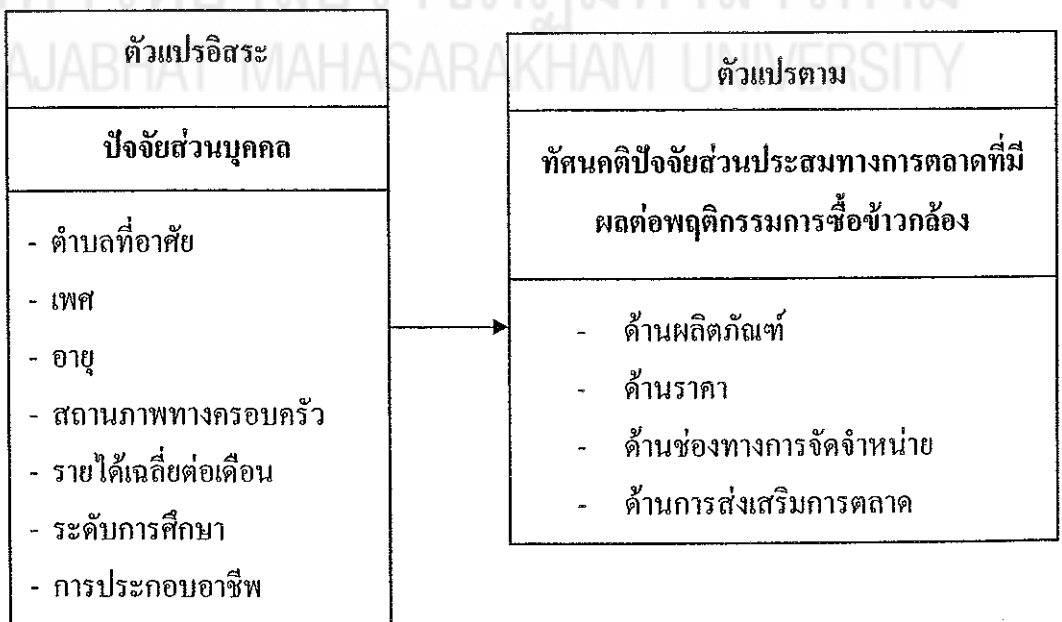 AJABHAT MAHASARAKHAM UNIVERSITY
ตัวแปรอิสระ
ปัจจัยส่วนบุคคล
- ตำบลที่อาศัย
- เพศ
- อายุ
- สถานภาพทางครอบครัว
- รายได้เฉลี่ยต่อเดือน
- ระดับการศึกษา
- การประกอบอาชีพ
ตัวแปรตาม
ทัศนคติปัจจัยส่วนประสมทางการตลาดที่มี
ผลต่อพฤติกรรมการซื้อข้าวกล้อง
- ด้านผลิตภัณฑ์
- ด้านราคา
- ด้านช่องทางการจัดจำหน่าย
- ด้านการส่งเสริมการตลาด